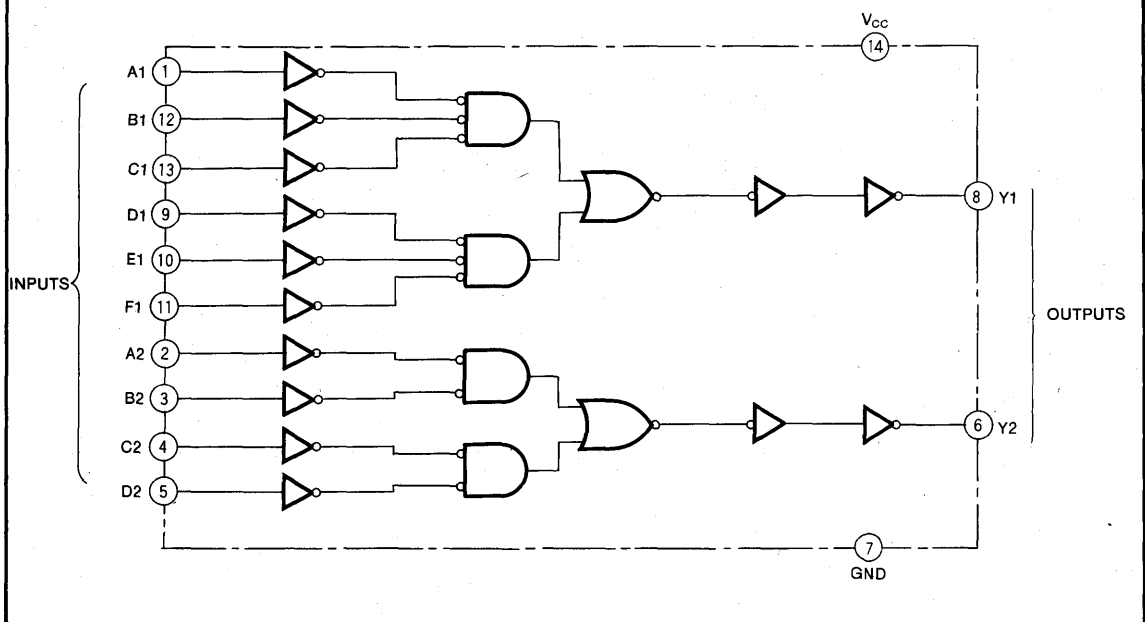 VCC
14
A1 1
B1 12
C1 13
D1 9
E1 10
F1 11
A2 2
B2 3
C2 4
D2 5
INPUTS
8 Y1
6 Y2
OUTPUTS
7
GND